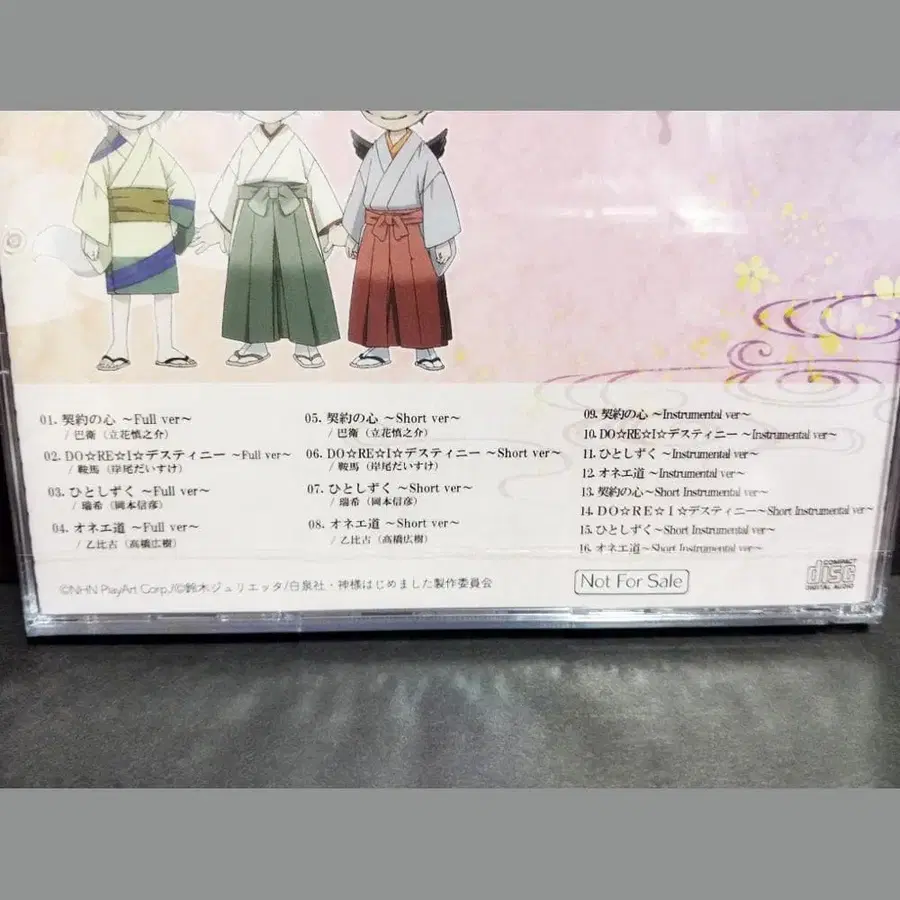 01. 契約の心 ～Full ver～
/ 巴衛（立花慎之介）
02. DO☆RE☆I☆デスティニー ～Full ver～
/ 鞍馬（岸尾だいすけ）
03. ひとしずく ～Full ver～
/ 瑞希（岡本信彦）
04. オネエ道 ～Full ver～
/ 乙比古（高橋広樹）
05. 契約の心 ～Short ver～
/ 巴衛（立花慎之介）
06. DO☆RE☆I☆デスティニー ～Short ver～
/ 鞍馬（岸尾だいすけ）
07. ひとしずく ～Short ver～
/ 瑞希（岡本信彦）
08. オネエ道 ～Short ver～
/ 乙比古（高橋広樹）
09. 契約の心 ～Instrumental ver～
10. DO☆RE☆I☆デスティニー ～Instrumental ver～
11. ひとしずく ～Instrumental ver～
12. オネエ道 ～Instrumental ver～
13. 契約の心～Short Instrumental ver～
14. DO☆RE☆I☆デスティニー～Short Instrumental ver～
15. ひとしずく～Short Instrumental ver～
16. オネエ道～Short Instrumental ver～
©NHN PlayArt Corp./©鈴木ジュリエッタ/白泉社・神様はじめました製作委員会
Not For Sale
COMPACT
disc
DIGITAL AUDIO